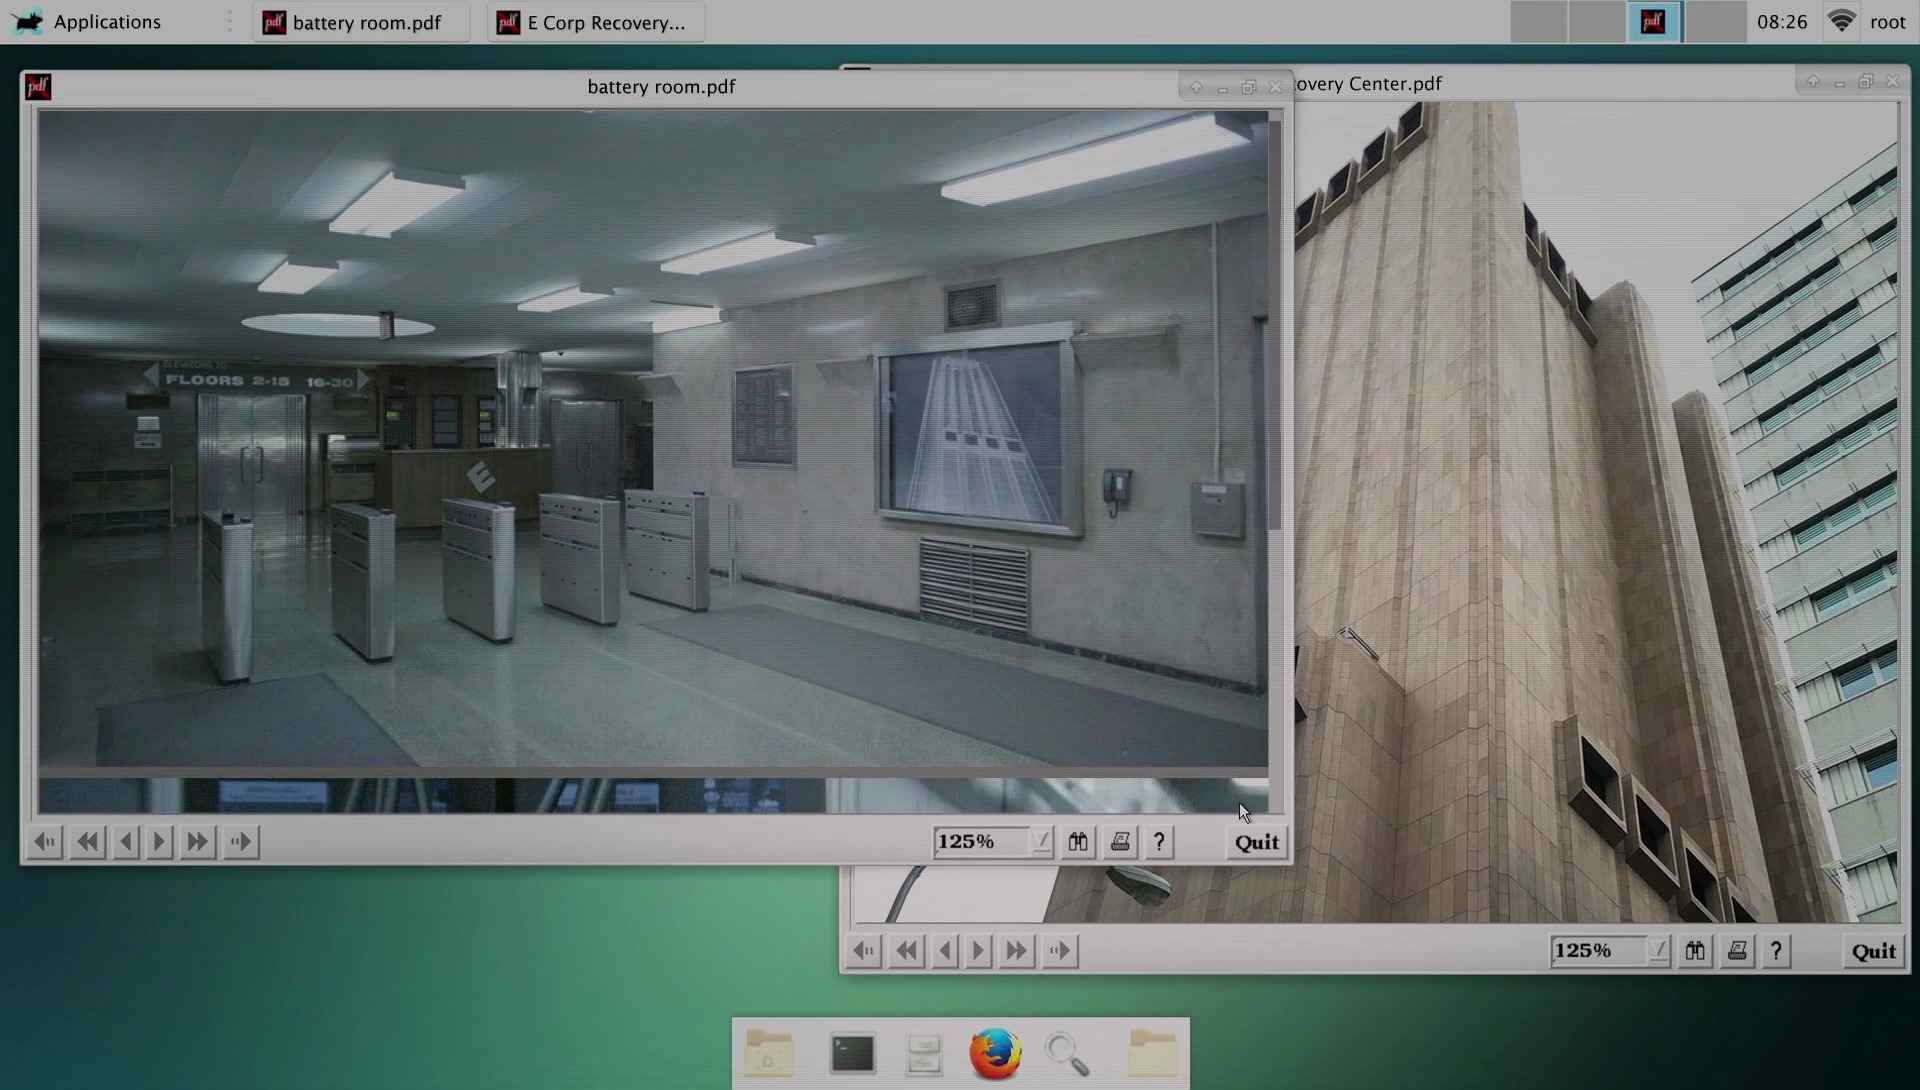 Applications
battery room.pdf
E Corp Recovery...
08:26
root
battery room.pdf
overy Center.pdf
ELEVATORS TO
FLOORS 2-15 16-30
E
125%
?
Quit
125%
?
Quit